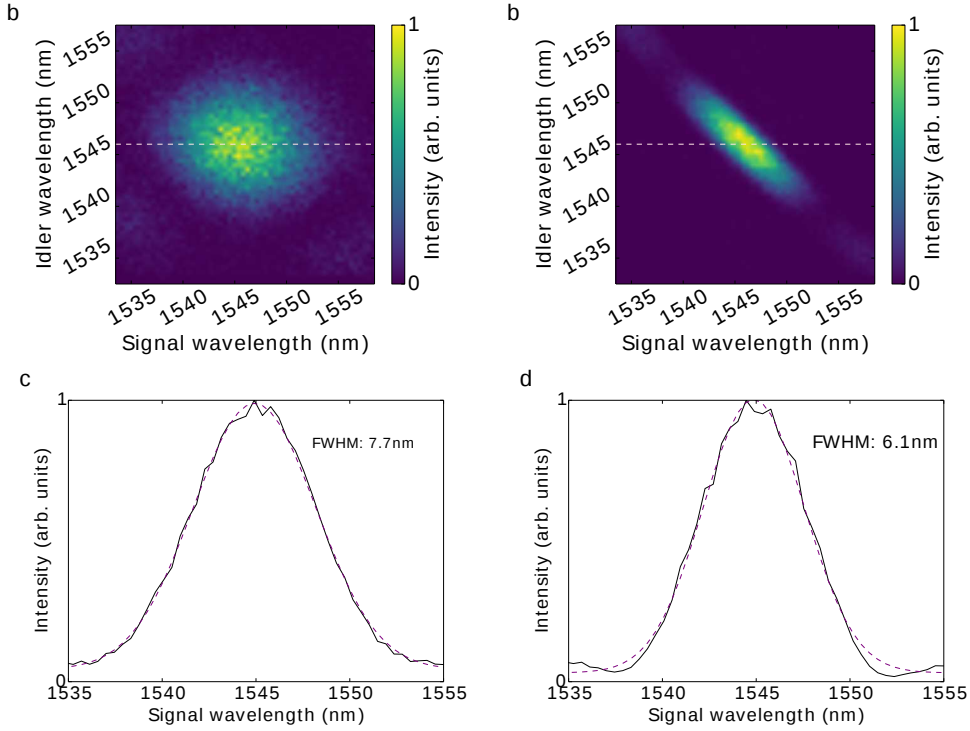 b
1555
1550
1545
1540
1535
Idler wavelength (nm)
1535
1540
1545
1550
1555
Signal wavelength (nm)
1
0
Intensity (arb. units)
b
1555
1550
1545
1540
1535
Idler wavelength (nm)
1535
1540
1545
1550
1555
Signal wavelength (nm)
1
0
Intensity (arb. units)
c
1
0
Intensity (arb. units)
FWHM: 7.7nm
1535
1540
1545
1550
1555
Signal wavelength (nm)
d
1
0
Intensity (arb. units)
FWHM: 6.1nm
1535
1540
1545
1550
1555
Signal wavelength (nm)